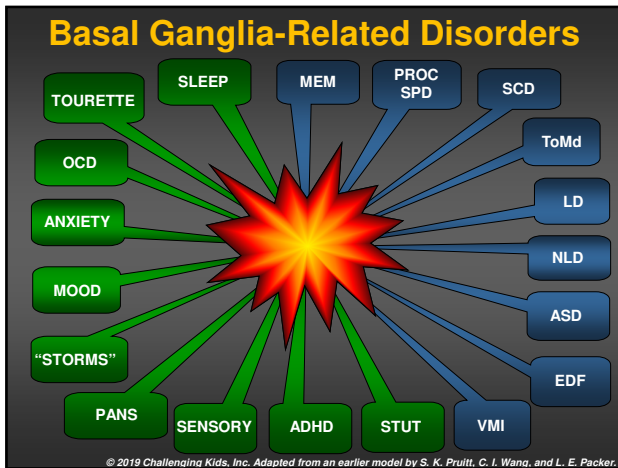 Basal Ganglia-Related Disorders
SLEEP
MEM
PROC
SPD
SCD
TOURETTE
ToMd
OCD
LD
ANXIETY
NLD
MOOD
ASD
“STORMS”
EDF
PANS
SENSORY
ADHD
STUT
VMI
© 2019 Challenging Kids, Inc. Adapted from an earlier model by S. K. Pruitt, C. I. Wang, and L. E. Packer.